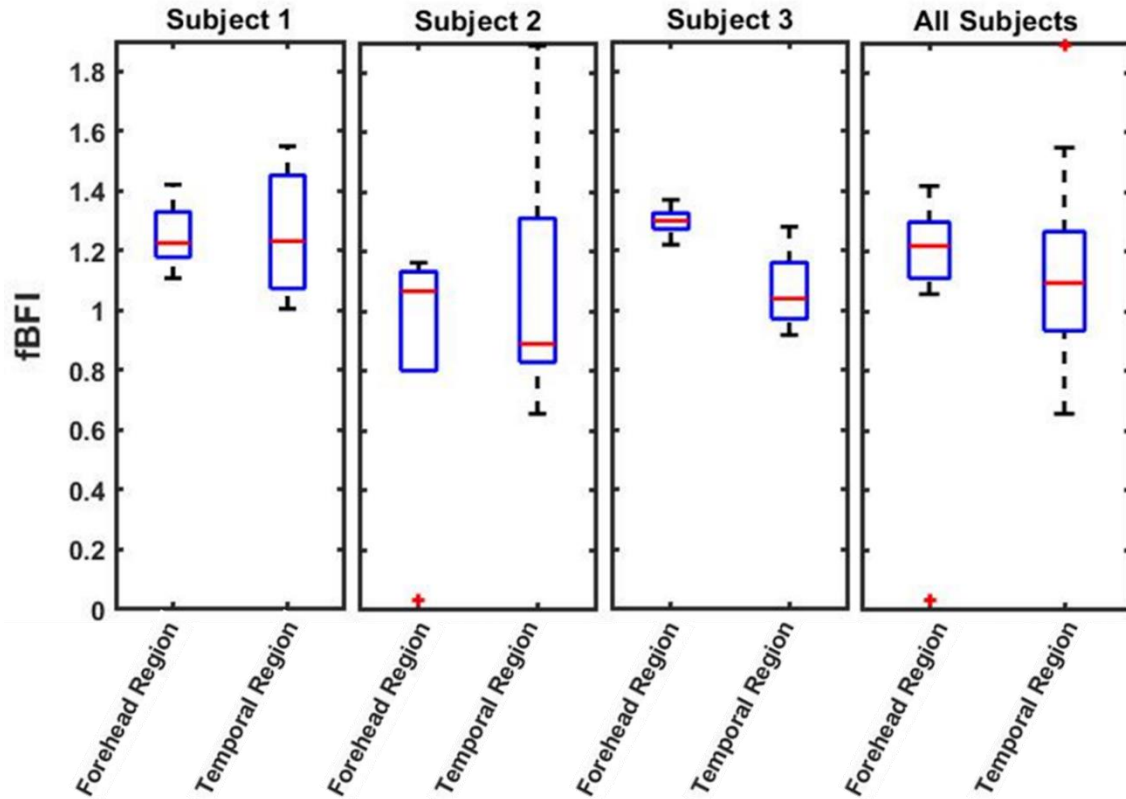 Subject 1
Subject 2
Subject 3
All Subjects
fBFI
1.8
1.6
1.4
1.2
1
0.8
0.6
0.4
0.2
0
Forehead Region
Temporal Region
Forehead Region
Temporal Region
Forehead Region
Temporal Region
Forehead Region
Temporal Region